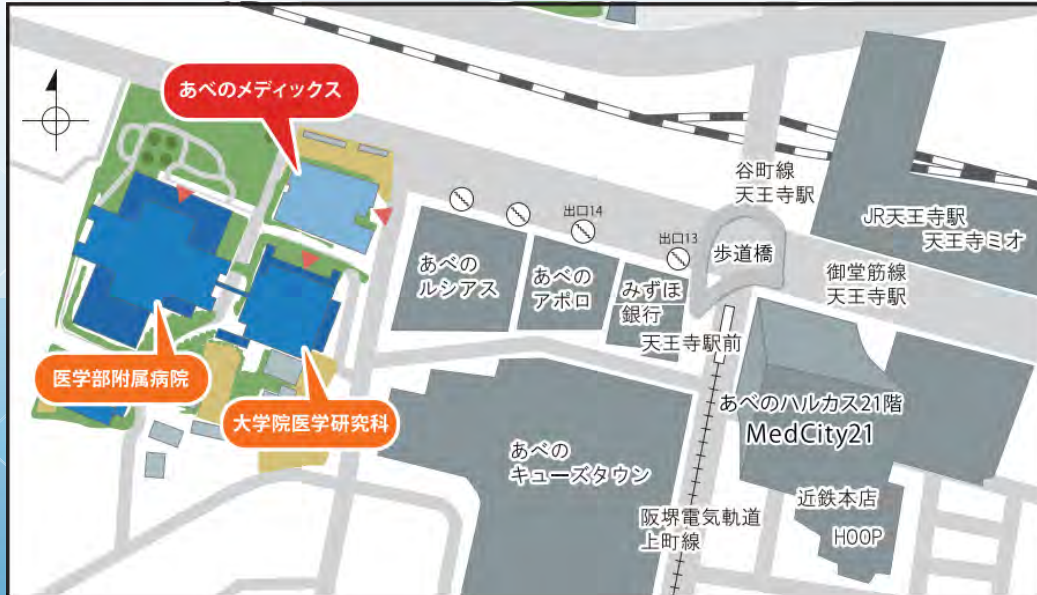 あべのメディックス
谷町線
天王寺駅
JR天王寺駅
天王寺ミオ
出口14
出口13
歩道橋
御堂筋線
天王寺駅
あべの
ルシアス
あべの
アポロ
みずほ
銀行
天王寺駅前
医学部附属病院
大学院医学研究科
あべのハルカス21階
MedCity21
あべの
キューズタウン
近鉄本店
HOOP
阪堺電気軌道
上町線